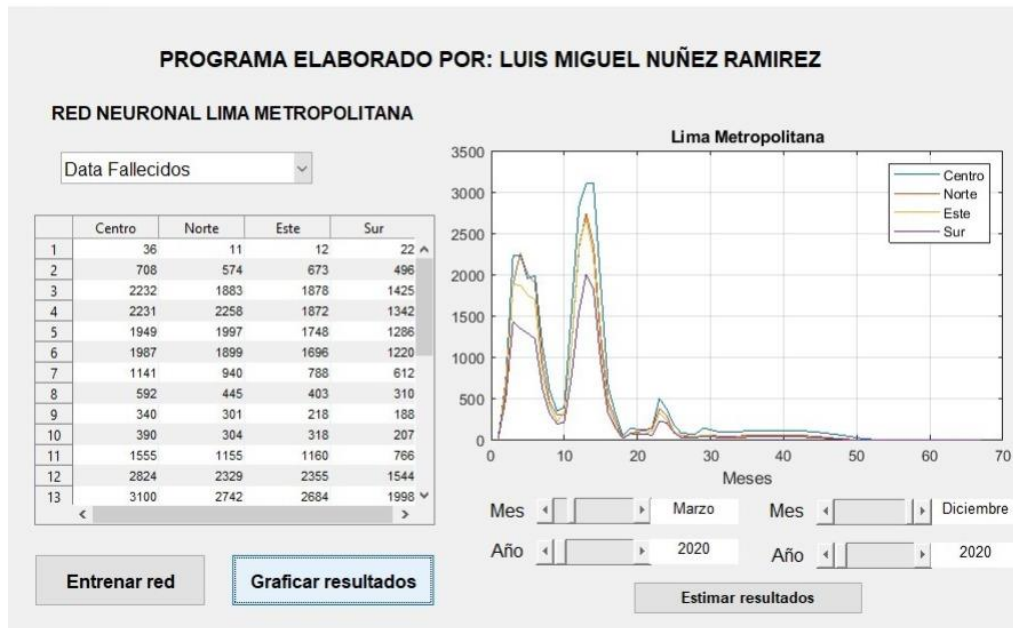 PROGRAMA ELABORADO POR: LUIS MIGUEL NUÑEZ RAMIREZ
RED NEURONAL LIMA METROPOLITANA
Data Fallecidos
Centro Norte Este Sur
1 36 11 12 22
2 708 574 673 496
3 2232 1883 1878 1425
4 2231 2258 1872 1342
5 1949 1997 1748 1286
6 1987 1899 1696 1220
7 1141 940 788 612
8 592 445 403 310
9 340 301 218 188
10 390 304 318 207
11 1555 1155 1160 766
12 2824 2329 2355 1544
13 3100 2742 2684 1998
Entrenar red
Graficar resultados
Lima Metropolitana
3500
3000
2500
2000
1500
1000
500
0
0 10 20 30 40 50 60 70
Meses
Centro
Norte
Este
Sur
Mes Marzo Mes Diciembre
Año 2020 Año 2020
Estimar resultados